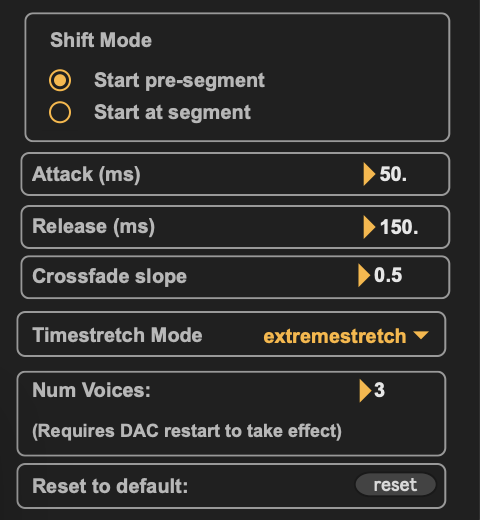 Shift Mode
Start pre-segment
Start at segment
Attack (ms) 50.
Release (ms) 150.
Crossfade slope 0.5
Timestretch Mode extremestretch
Num Voices: 3
(Requires DAC restart to take effect)
Reset to default: reset